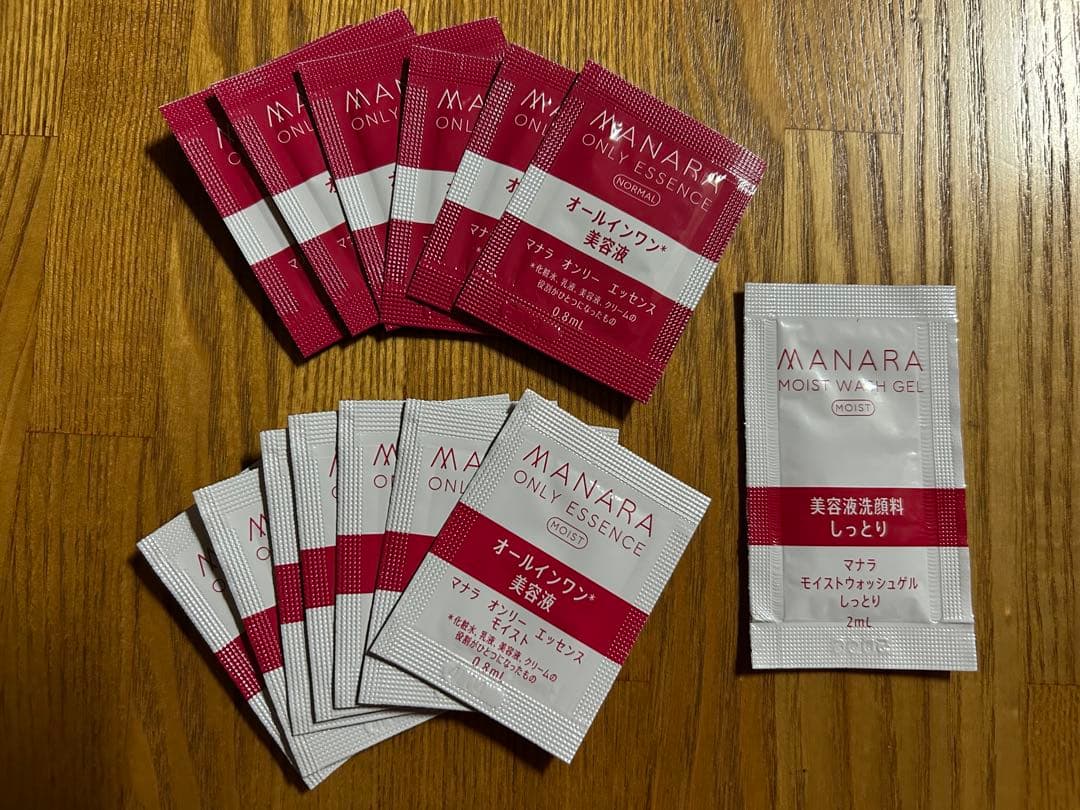 MANARA
ONLY ESSENCE
NORMAL
オールインワン*
美容液
マナラ オンリー エッセンス
*化粧水、乳液、美容液、クリームの
役割がひとつになったもの
0.8mL
MANARA
ONLY ESSENCE
MOIST
オールインワン*
美容液
マナラ オンリー エッセンス
モイスト
*化粧水、乳液、美容液、クリームの
役割がひとつになったもの
0.8mL
MANARA
MOIST WASH GEL
MOIST
美容液洗顔料
しっとり
マナラ
モイストウォッシュゲル
しっとり
2mL